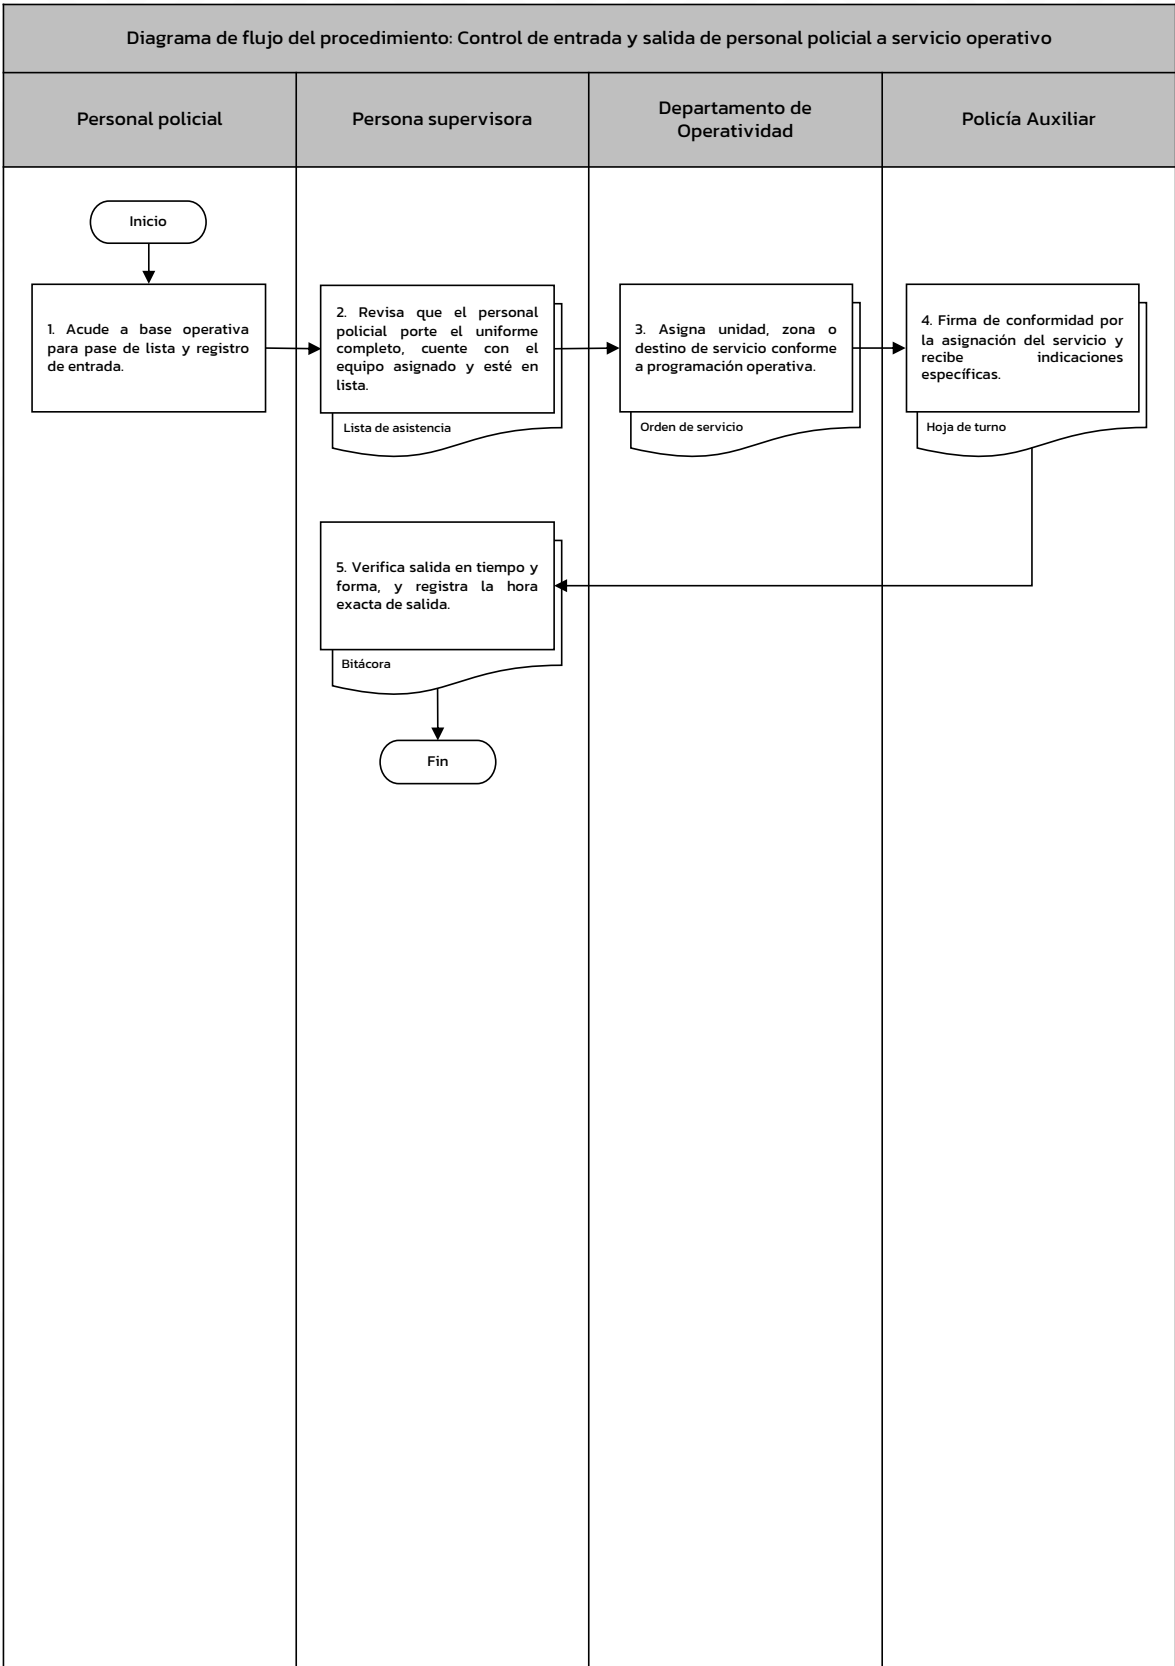 Diagrama de flujo del procedimiento: Control de entrada y salida de personal policial a servicio operativo
Personal policial
Persona supervisora
Departamento de
Operatividad
Policía Auxiliar
Inicio
1. Acude a base operativa
para pase de lista y registro
de entrada.
2. Revisa que el personal
policial porte el uniforme
completo, cuente con el
equipo asignado y esté en
lista.
Lista de asistencia
3. Asigna unidad, zona o
destino de servicio conforme
a programación operativa.
Orden de servicio
4. Firma de conformidad por
la asignación del servicio y
recibe indicaciones
específicas.
Hoja de turno
5. Verifica salida en tiempo y
forma, y registra la hora
exacta de salida.
Bitácora
Fin